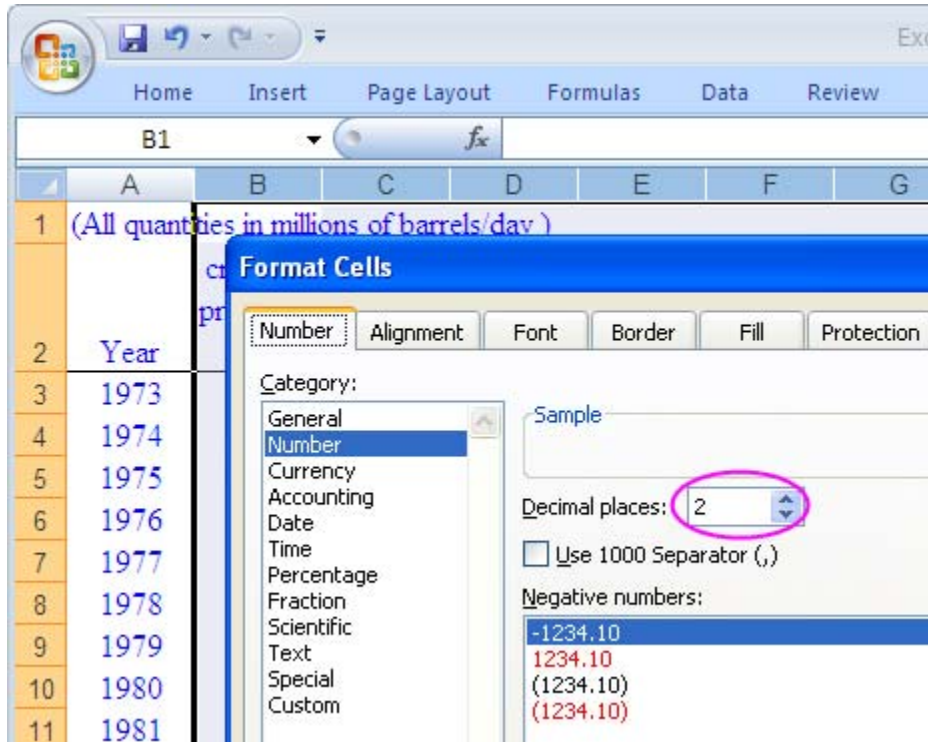 Exc
Home Insert Page Layout Formulas Data Review
B1 fx
A B C D E F G
1 (All quantities in millions of barrels/day )
cr
pr
2 Year
3 1973
4 1974
5 1975
6 1976
7 1977
8 1978
9 1979
10 1980
11 1981
Format Cells
Number Alignment Font Border Fill Protection
Category:
General
Number
Currency
Accounting
Date
Time
Percentage
Fraction
Scientific
Text
Special
Custom
Sample
Decimal places: 2
Use 1000 Separator (,)
Negative numbers:
-1234.10
1234.10
(1234.10)
(1234.10)